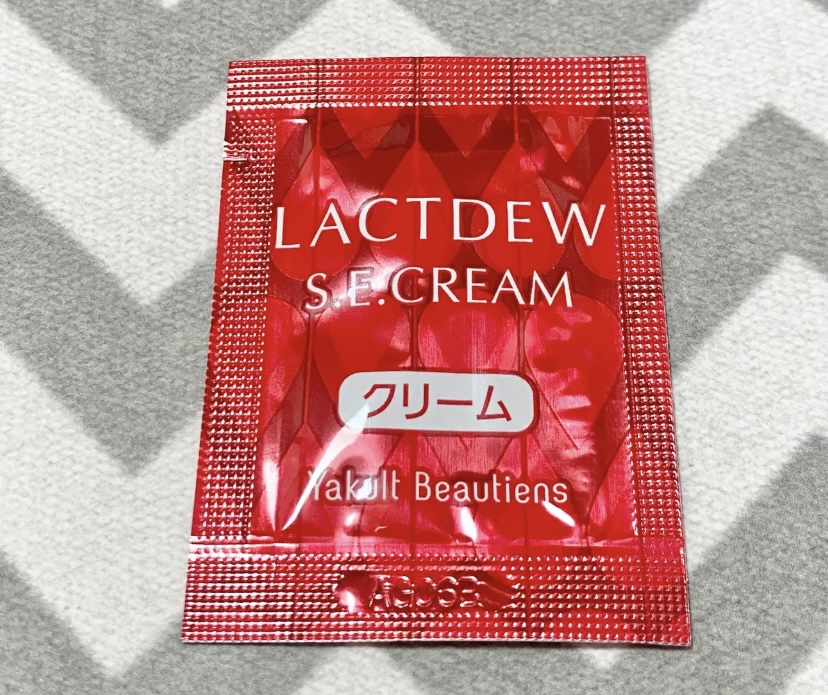 LACTDEW
S.E.CREAM
クリーム
Yakult Beautiens